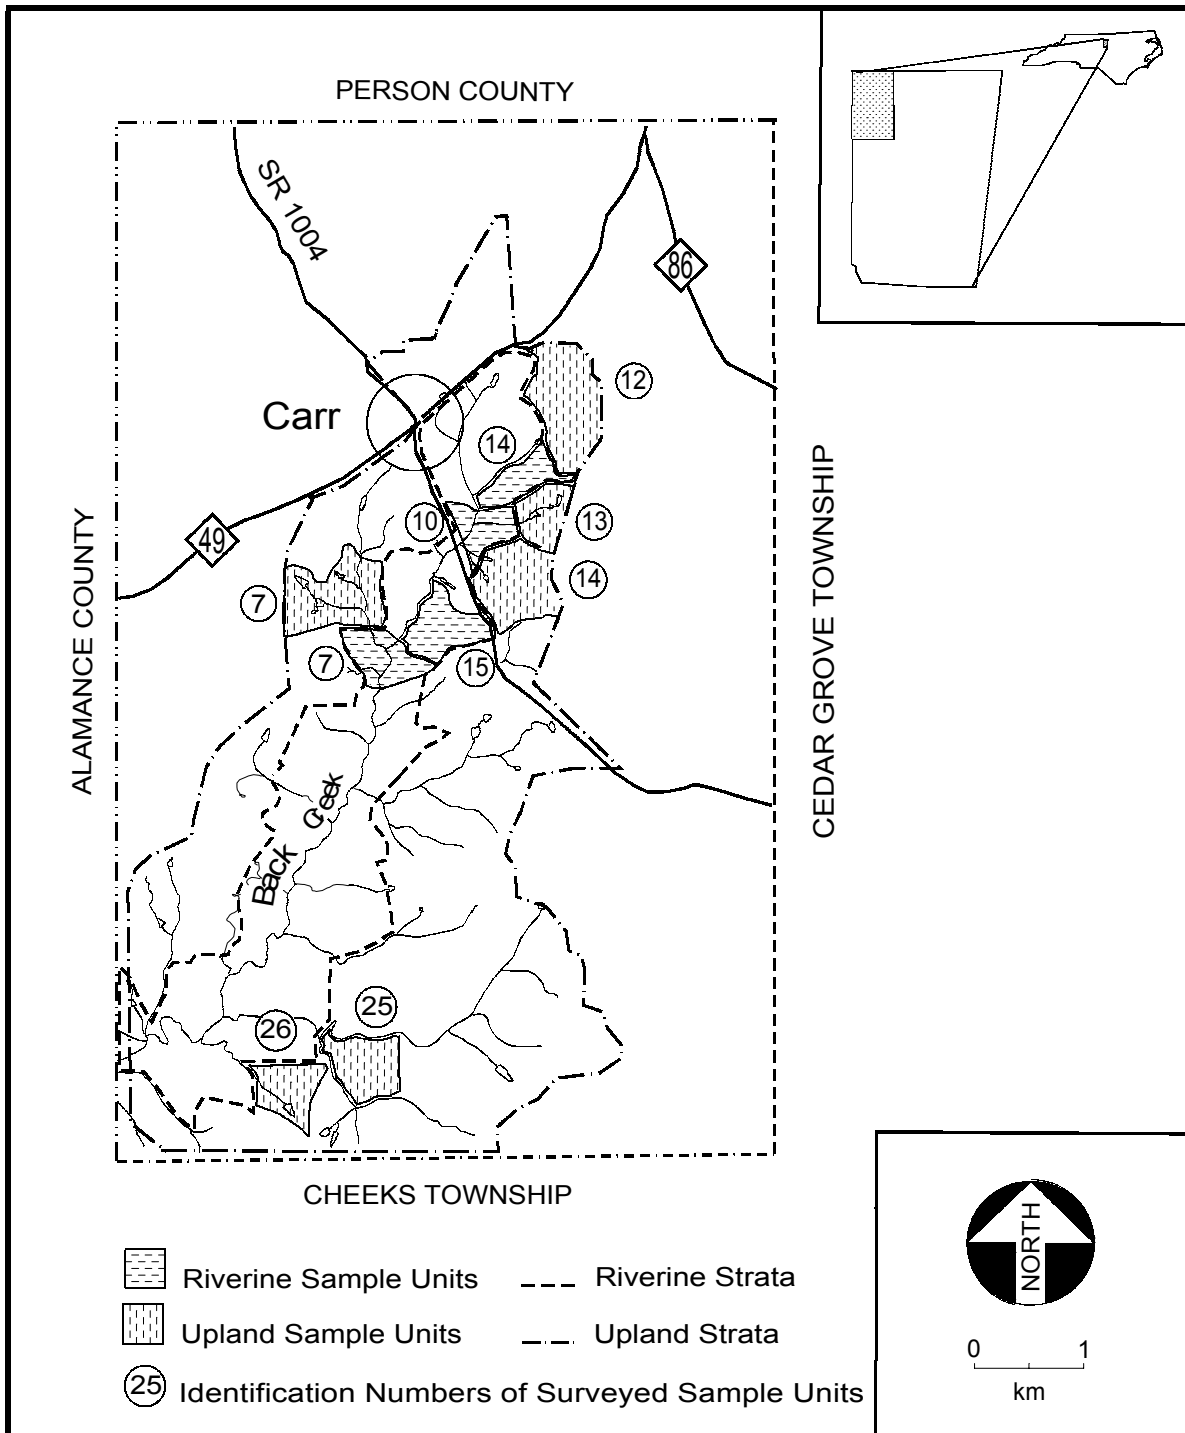 PERSON COUNTY
SR 1004
86
12
Carr
14
10
13
49
14
7
7
15
ALAMANCE COUNTY
CEDAR GROVE TOWNSHIP
Back Creek
25
26
CHEEKS TOWNSHIP
Riverine Sample Units
Riverine Strata
Upland Sample Units
Upland Strata
25 Identification Numbers of Surveyed Sample Units
NORTH
0 1
km